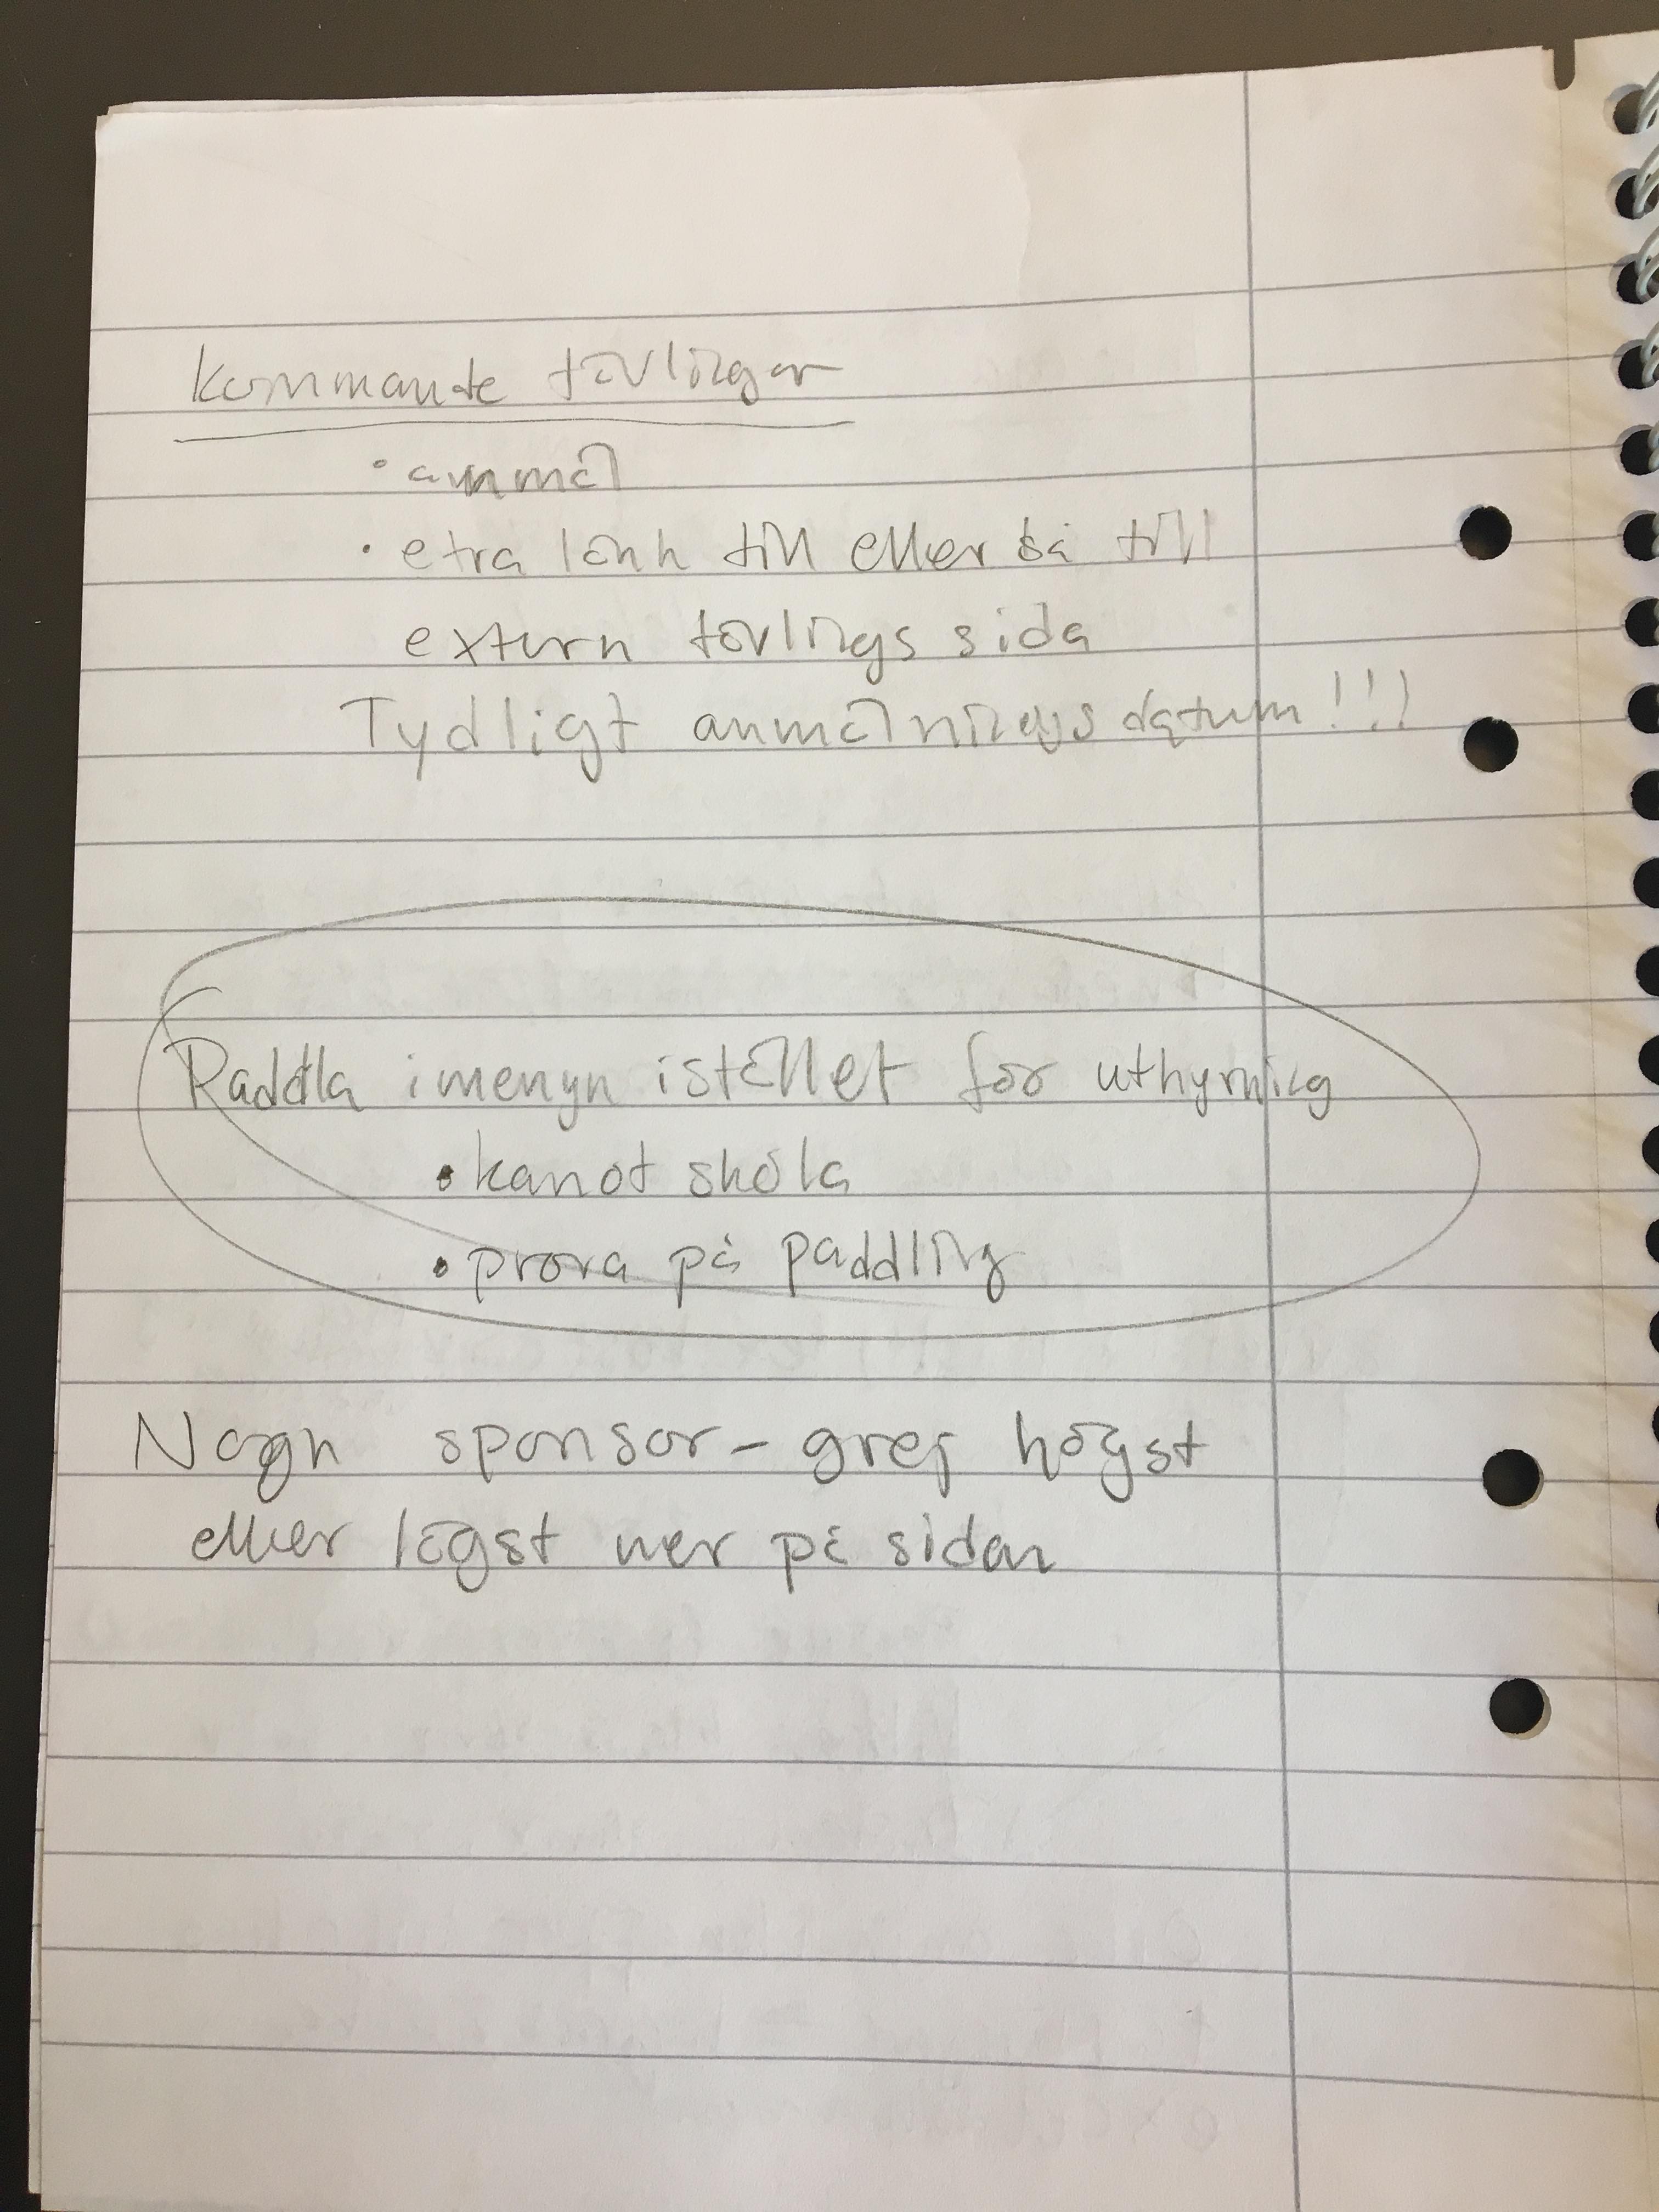 Kommande tävlingar
• anmäl
• etra länk till eller så till
extern tävlings sida
Tydligt anmälnings datum!!!
Paddla i menyn istället för uthyrning
• kanot skola
• prova på paddling
Någn sponsor-grej högst
eller lägst ner på sidan